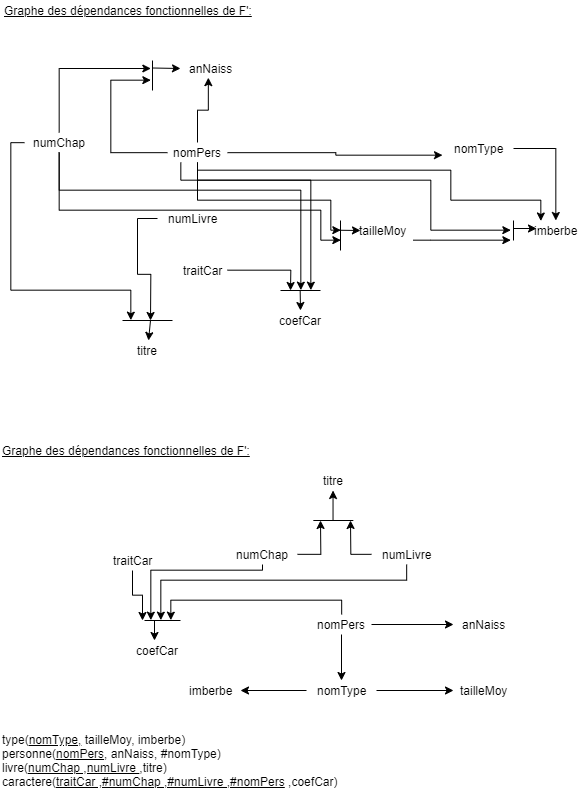 Graphe des dépendances fonctionnelles de F':
anNaiss
numChap
nomPers
nomType
numLivre
tailleMoy
imberbe
traitCar
coefCar
titre
Graphe des dépendances fonctionnelles de F':
titre
traitCar
numChap
numLivre
nomPers
anNaiss
coefCar
imberbe
nomType
tailleMoy
type(nomType, tailleMoy, imberbe)
personne(nomPers, anNaiss, #nomType)
livre(numChap ,numLivre ,titre)
caractere(traitCar ,#numChap ,#numLivre ,#nomPers ,coefCar)